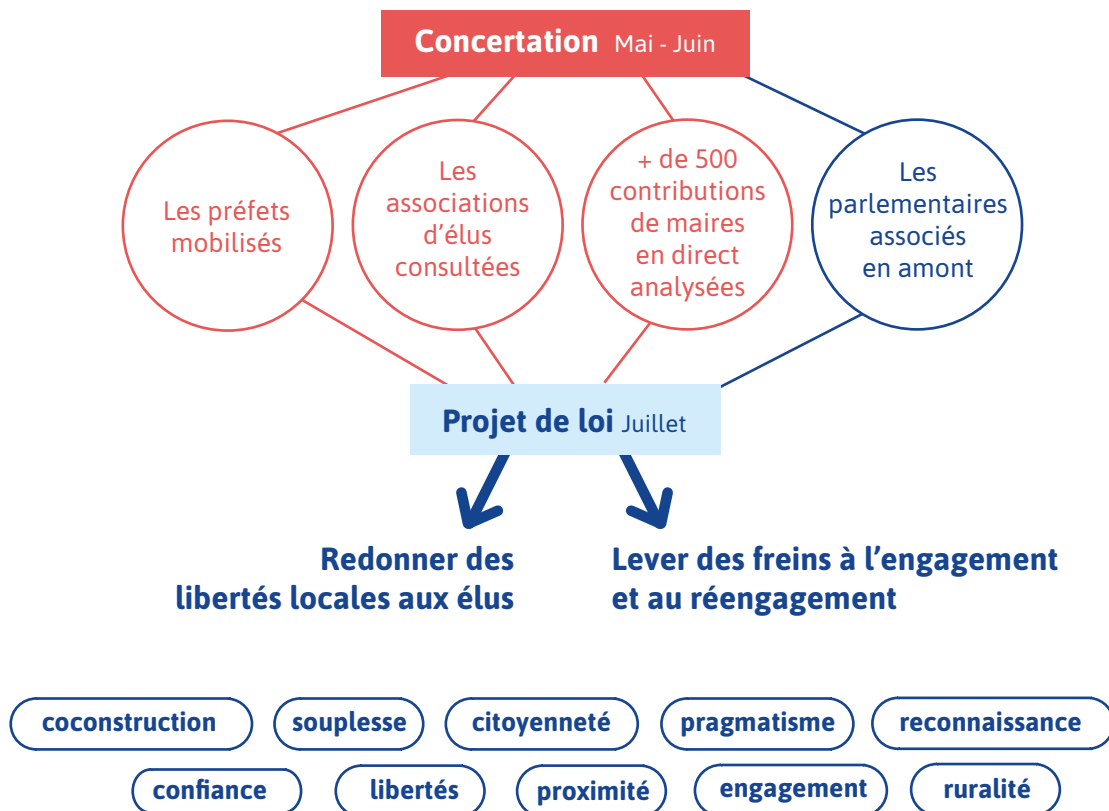 Concertation Mai - Juin
Les préfets
mobilisés
Les
associations
d’élus
consultées
+ de 500
contributions
de maires
en direct
analysées
Les
parlementaires
associés
en amont
Projet de loi Juillet
Redonner des
libertés locales aux élus
Lever des freins à l’engagement
et au réengagement
coconstruction
souplesse
citoyenneté
pragmatisme
reconnaissance
confiance
libertés
proximité
engagement
ruralité